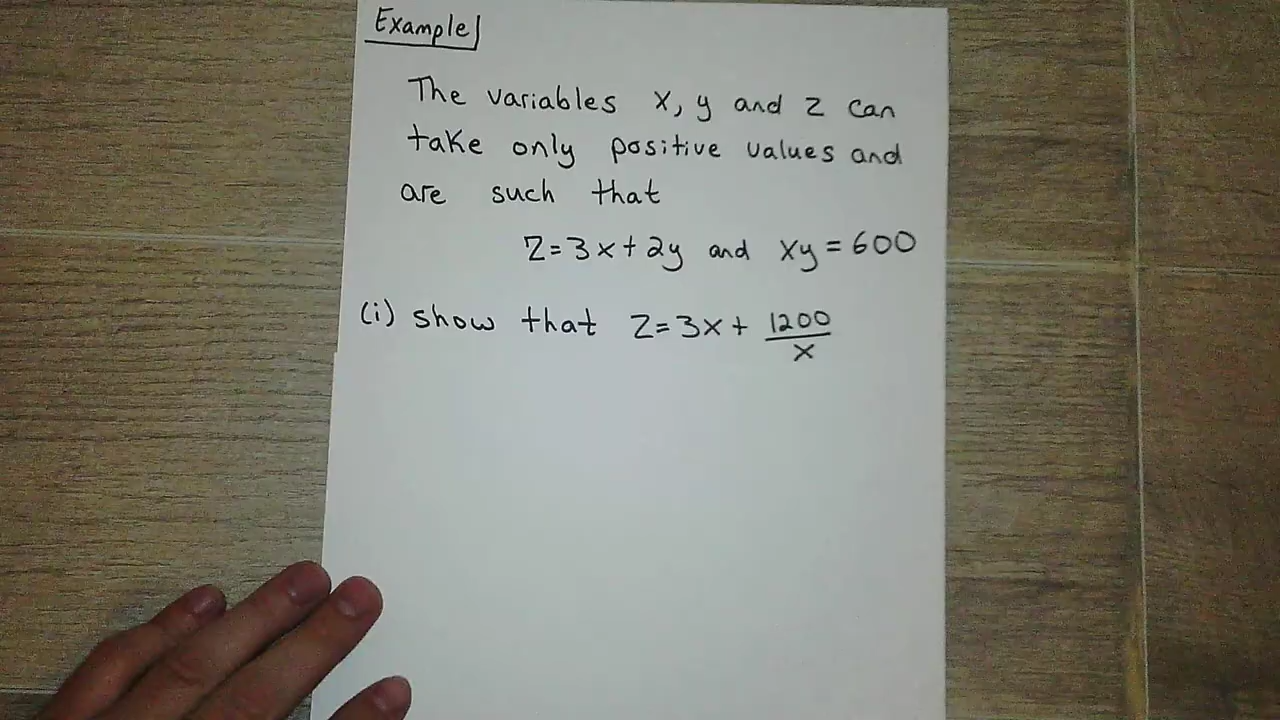 Example
The variables x, y and z can
take only positive values and
are such that
z=3x+2y and xy=600
(i) show that z=3x+ 1200/x